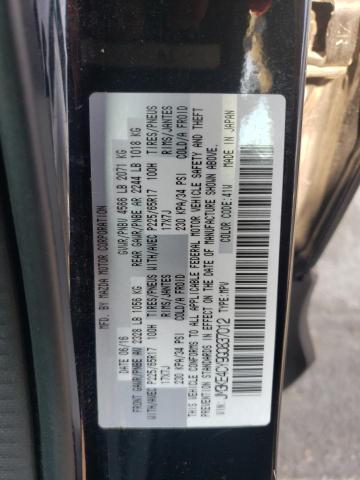 MFD. BY MAZDA MOTOR CORPORATION
DATE: 06/16 GVWR/PNBV 4566 LB 2071 KG
FRONT GAWR/PNBE AV 2328 LB 1056 KG REAR GAWR/PNBE AR 2244 LB 1018 KG
WITH/AVEC P225/65R17 100H TIRES/PNEUS WITH/AVEC P225/65R17 100H TIRES/PNEUS
17X7J RIMS/JANTES 17X7J RIMS/JANTES
230 KPA/34 PSI COLD/A FROID 230 KPA/34 PSI COLD/A FROID
THIS VEHICLE CONFORMS TO ALL APPLICABLE FEDERAL MOTOR VEHICLE SAFETY AND THEFT
PREVENTION STANDARDS IN EFFECT ON THE DATE OF MANUFACTURE SHOWN ABOVE.
TYPE:MPV COLOR CODE:41W MADE IN JAPAN